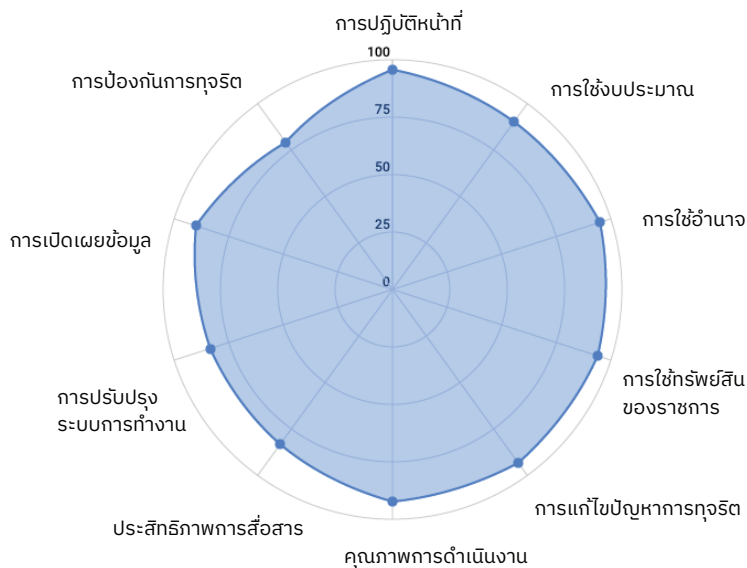 การปฏิบัติหน้าที่
100
การป้องกันการทุจริต
การใช้งบประมาณ
75
50
การเปิดเผยข้อมูล
การใช้อำนาจ
25
0
การใช้ทรัพย์สิน
ของราชการ
การปรับปรุง
ระบบการทำงาน
การแก้ไขปัญหาการทุจริต
ประสิทธิภาพการสื่อสาร
คุณภาพการดำเนินงาน